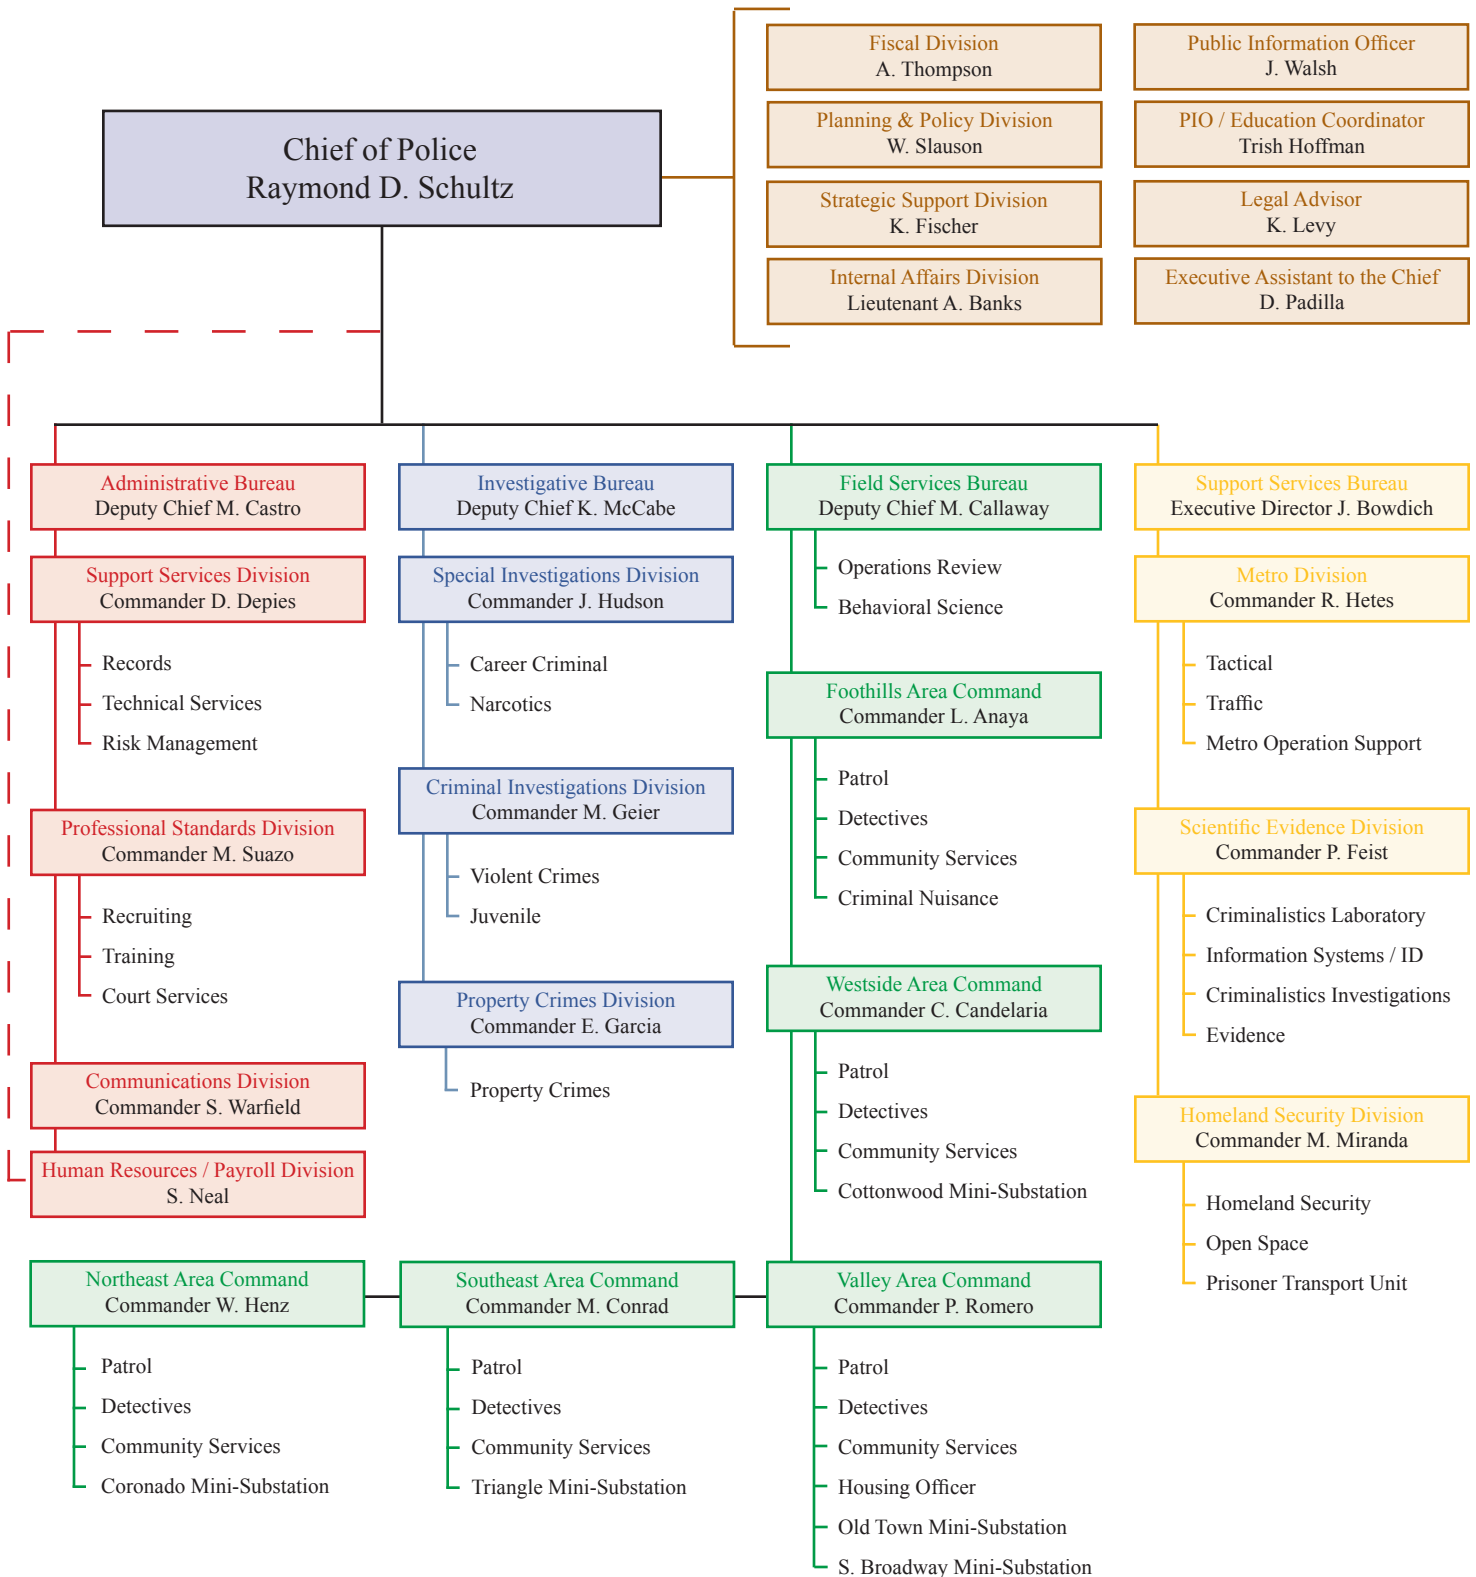 Chief of Police
Raymond D. Schultz
Fiscal Division
A. Thompson
Planning & Policy Division
W. Slauson
Strategic Support Division
K. Fischer
Internal Affairs Division
Lieutenant A. Banks
Public Information Officer
J. Walsh
PIO / Education Coordinator
Trish Hoffman
Legal Advisor
K. Levy
Executive Assistant to the Chief
D. Padilla
Administrative Bureau
Deputy Chief M. Castro
Support Services Division
Commander D. Depies
Records
Technical Services
Risk Management
Professional Standards Division
Commander M. Suazo
Recruiting
Training
Court Services
Communications Division
Commander S. Warfield
Human Resources / Payroll Division
S. Neal
Investigative Bureau
Deputy Chief K. McCabe
Special Investigations Division
Commander J. Hudson
Career Criminal
Narcotics
Criminal Investigations Division
Commander M. Geier
Violent Crimes
Juvenile
Property Crimes Division
Commander E. Garcia
Property Crimes
Field Services Bureau
Deputy Chief M. Callaway
Operations Review
Behavioral Science
Foothills Area Command
Commander L. Anaya
Patrol
Detectives
Community Services
Criminal Nuisance
Westside Area Command
Commander C. Candelaria
Patrol
Detectives
Community Services
Cottonwood Mini-Substation
Support Services Bureau
Executive Director J. Bowdich
Metro Division
Commander R. Hetes
Tactical
Traffic
Metro Operation Support
Scientific Evidence Division
Commander P. Feist
Criminalistics Laboratory
Information Systems / ID
Criminalistics Investigations
Evidence
Homeland Security Division
Commander M. Miranda
Homeland Security
Open Space
Prisoner Transport Unit
Northeast Area Command
Commander W. Henz
Patrol
Detectives
Community Services
Coronado Mini-Substation
Southeast Area Command
Commander M. Conrad
Patrol
Detectives
Community Services
Triangle Mini-Substation
Valley Area Command
Commander P. Romero
Patrol
Detectives
Community Services
Housing Officer
Old Town Mini-Substation
S. Broadway Mini-Substation